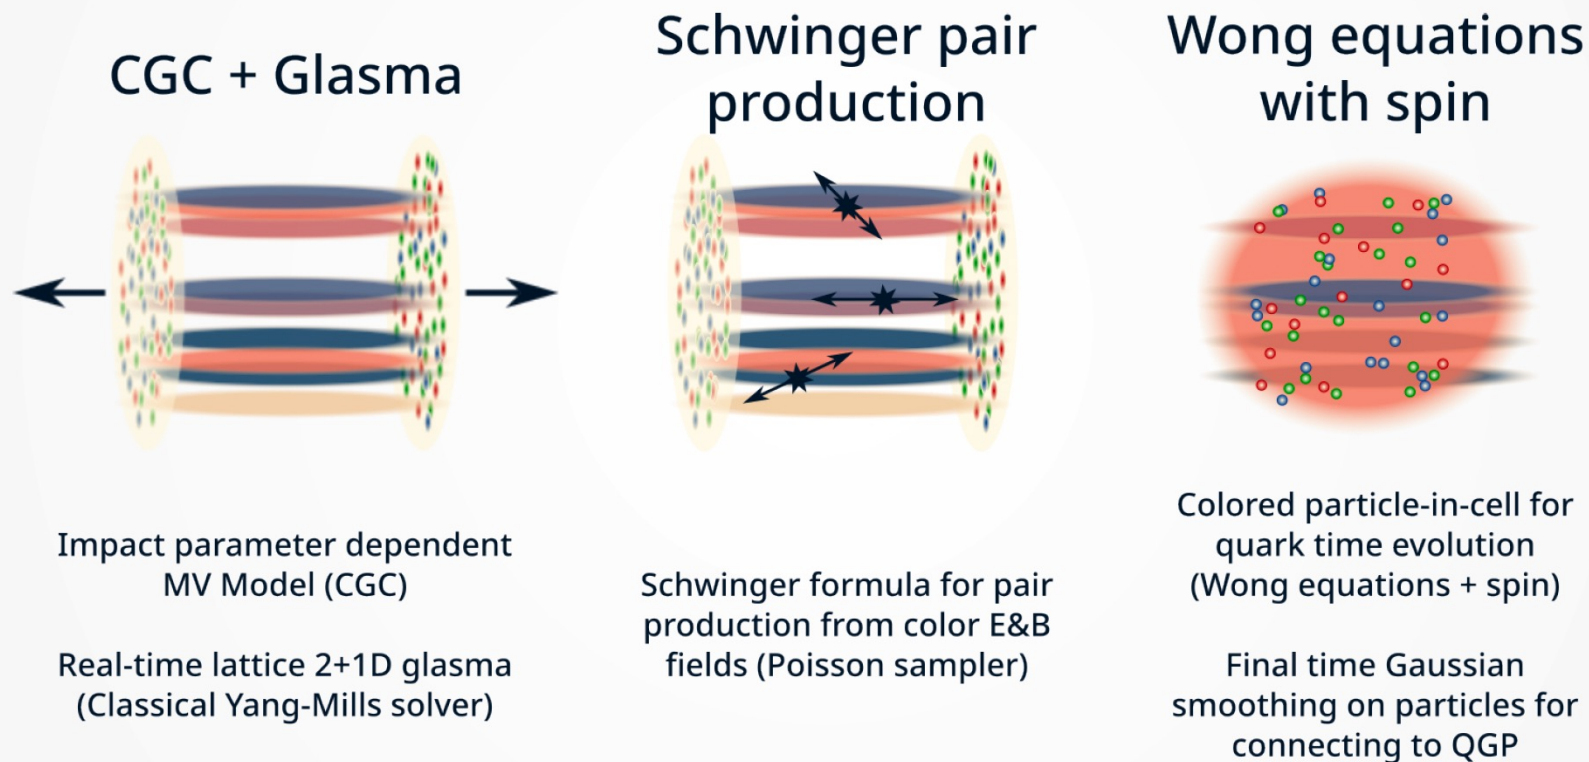 CGC + Glasma
Impact parameter dependent
MV Model (CGC)
Real-time lattice 2+1D glasma
(Classical Yang-Mills solver)
Schwinger pair
production
Schwinger formula for pair
production from color E&B
fields (Poisson sampler)
Wong equations
with spin
Colored particle-in-cell for
quark time evolution
(Wong equations + spin)
Final time Gaussian
smoothing on particles for
connecting to QGP